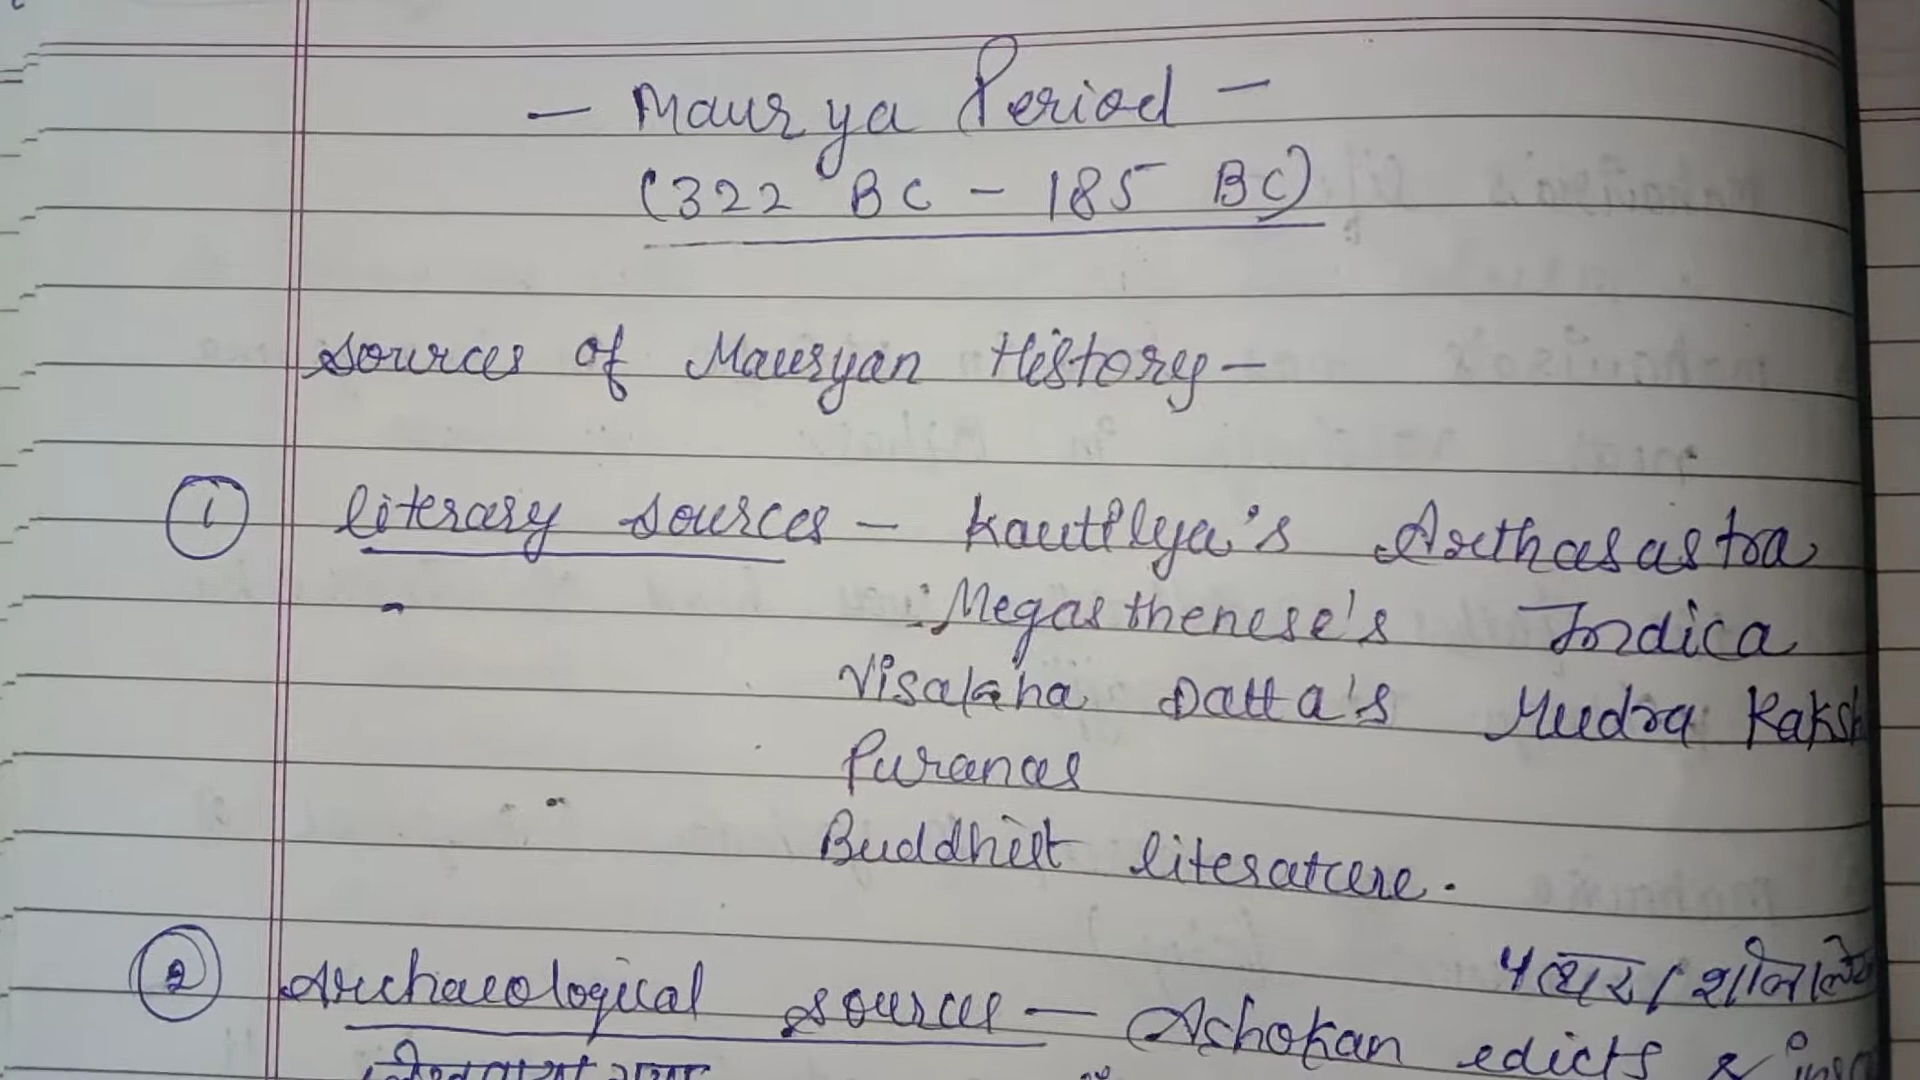 - Maurya Period -
(322 BC - 185 BC)
Sources of Mauryan History -
① literary sources - Kautilya's Arthasastra
Megasthenese's Indica
Visakha Datta's Mudra Raksh
Puranas
Buddhist literature.
पत्थर / शीलालेख
② Archaeological sources - Ashokan edicts &